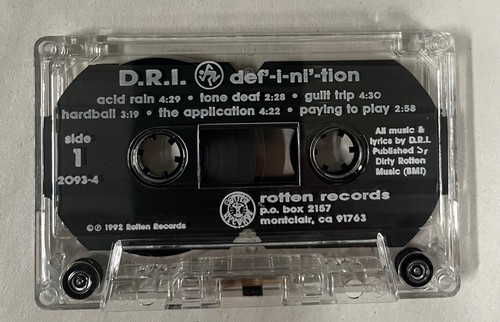 D.R.I. def'-i-ni'-tion
acid rain 4:29 • tone deaf 2:28 • guilt trip 4:30
hardball 3:19 • the application 4:22 • paying to play 2:58
side
1
2093-4
All music &
lyrics by D.R.I.
Published by
Dirty Rotten
Music (BMI)
rotten records
p.o. box 2157
montclair, ca 91763
© ℗ 1992 Rotten Records